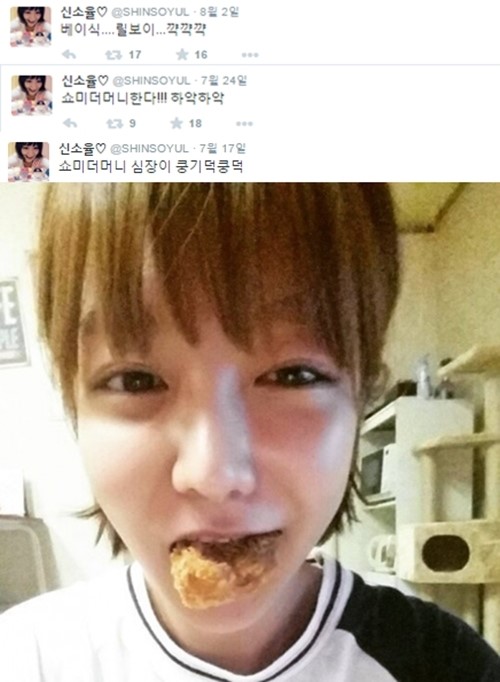 신소율♡ @SHINSOYUL · 8월 2일
베이식....릴보이...꺅꺅꺅
17 16 •••
신소율♡ @SHINSOYUL · 7월 24일
쇼미더머니한다!!! 하악하악
9 18 •••
신소율♡ @SHINSOYUL · 7월 17일
쇼미더머니 심장이 쿵기덕쿵덕